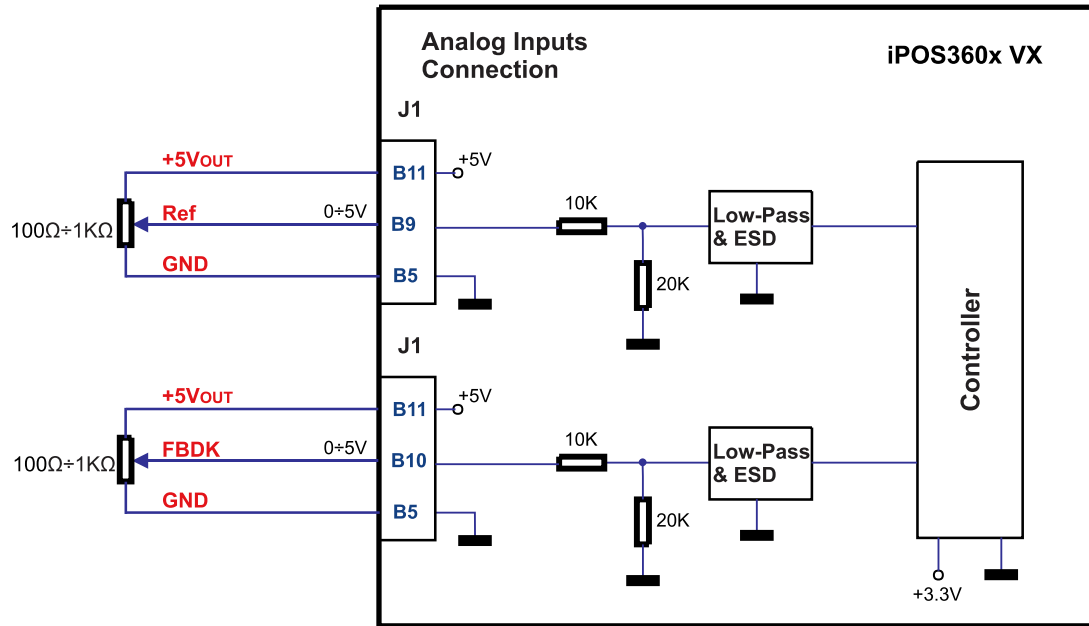 Analog Inputs
Connection
iPOS360x VX
J1
+5VOUT
B11
+5V
Ref
0÷5V
B9
10K
Low-Pass
& ESD
100Ω÷1KΩ
GND
B5
20K
J1
+5VOUT
B11
+5V
FBDK
0÷5V
B10
10K
Low-Pass
& ESD
100Ω÷1KΩ
GND
B5
20K
Controller
+3.3V